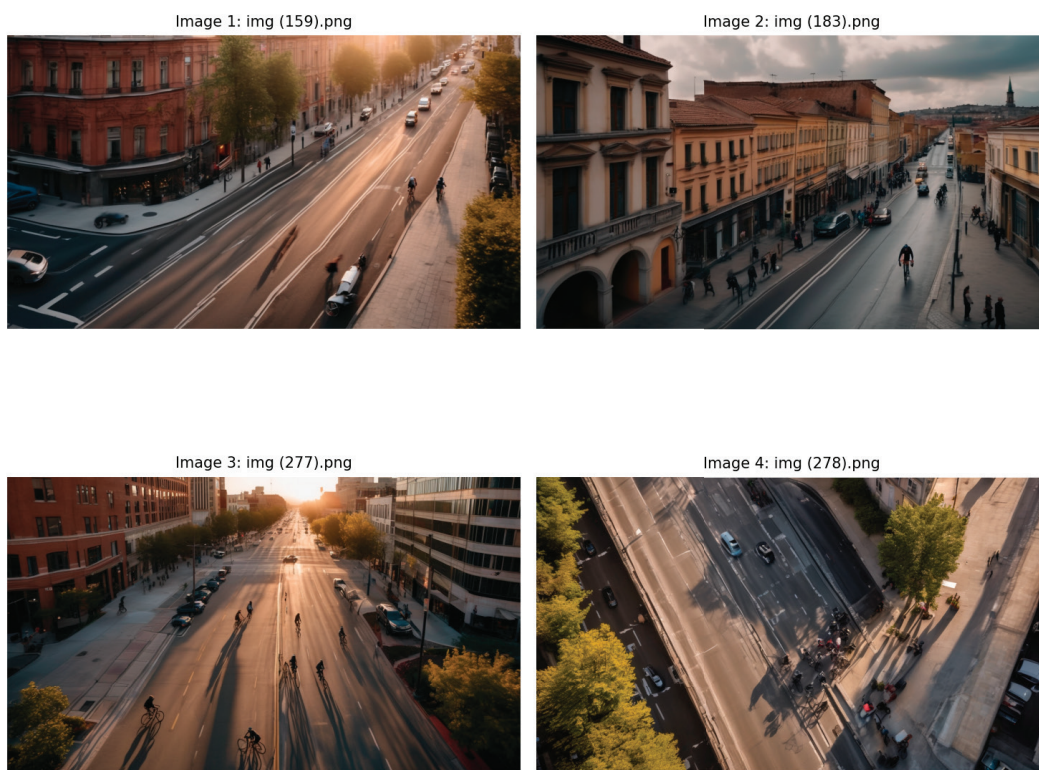 Image 1: img (159).png
Image 2: img (183).png
Image 3: img (277).png
Image 4: img (278).png